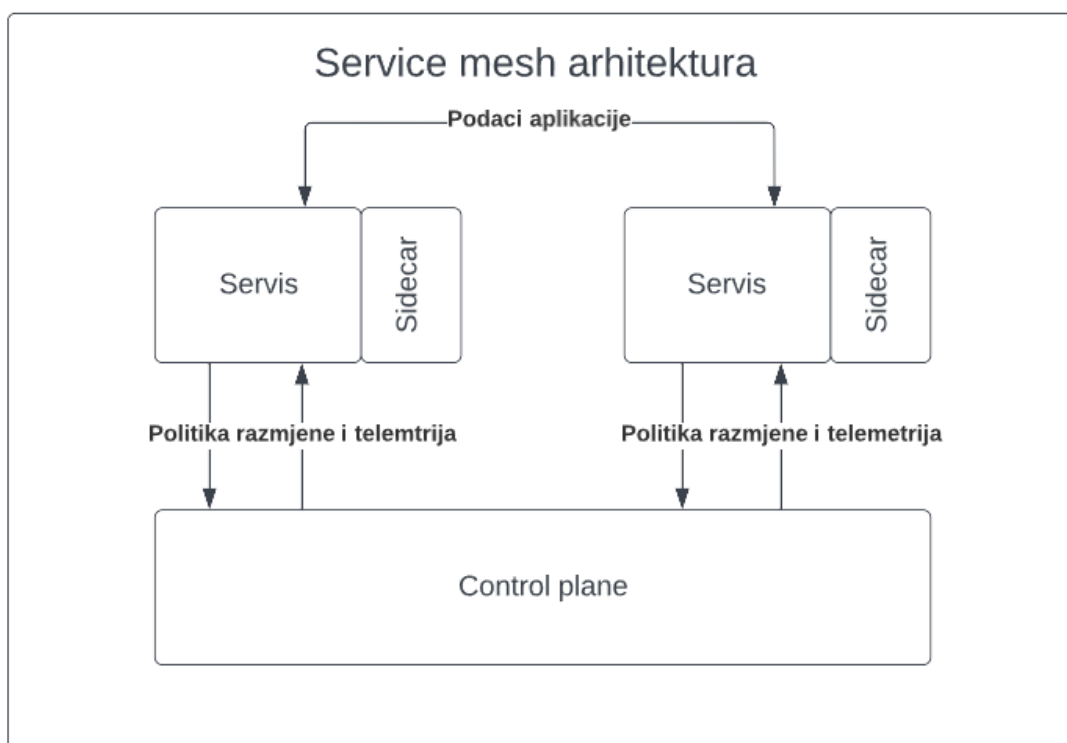 Service mesh arhitektura
Podaci aplikacije
Servis
Sidecar
Servis
Sidecar
Politika razmjene i telemtrija
Politika razmjene i telemetrija
Control plane